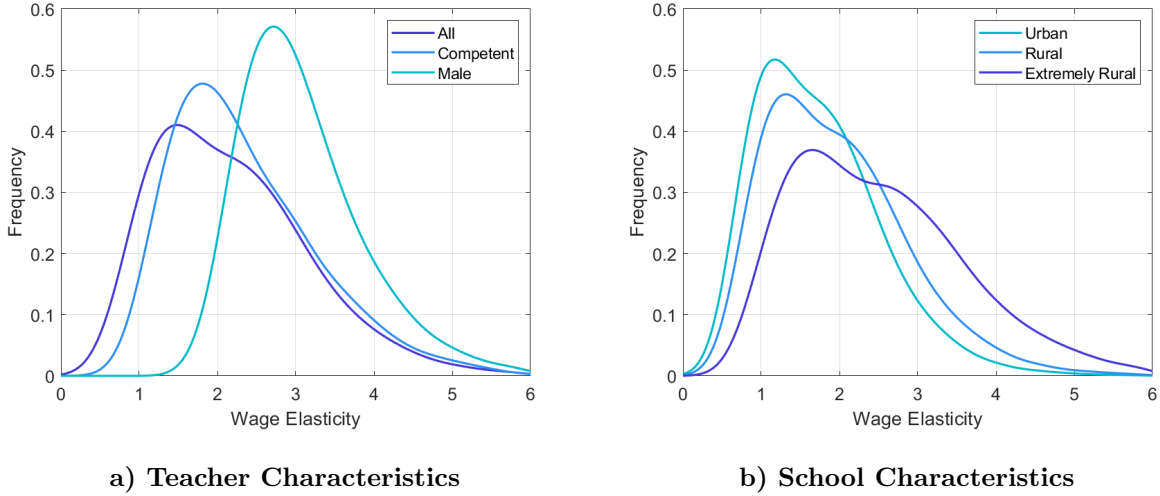 0.6
0.5
0.4
0.3
0.2
0.1
0
Frequency
All
Competent
Male
0 1 2 3 4 5 6
Wage Elasticity
a) Teacher Characteristics
0.6
0.5
0.4
0.3
0.2
0.1
0
Frequency
Urban
Rural
Extremely Rural
0 1 2 3 4 5 6
Wage Elasticity
b) School Characteristics